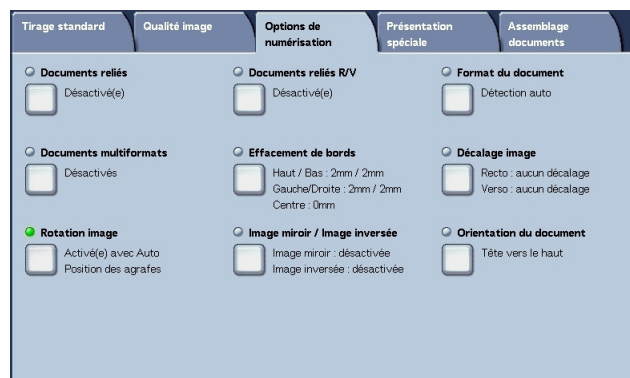 Tirage standard
Qualité image
Options de
numérisation
Présentation
spéciale
Assemblage
documents
Documents reliés
Désactivé(e)
Documents reliés R/V
Désactivé(e)
Format du document
Détection auto
Documents multiformats
Désactivés
Effacement de bords
Haut / Bas : 2mm / 2mm
Gauche/Droite : 2mm / 2mm
Centre : 0mm
Décalage image
Recto : aucun décalage
Verso : aucun décalage
Rotation image
Activé(e) avec Auto
Position des agrafes
Image miroir / Image inversée
Image miroir : désactivée
Image inversée : désactivée
Orientation du document
Tête vers le haut